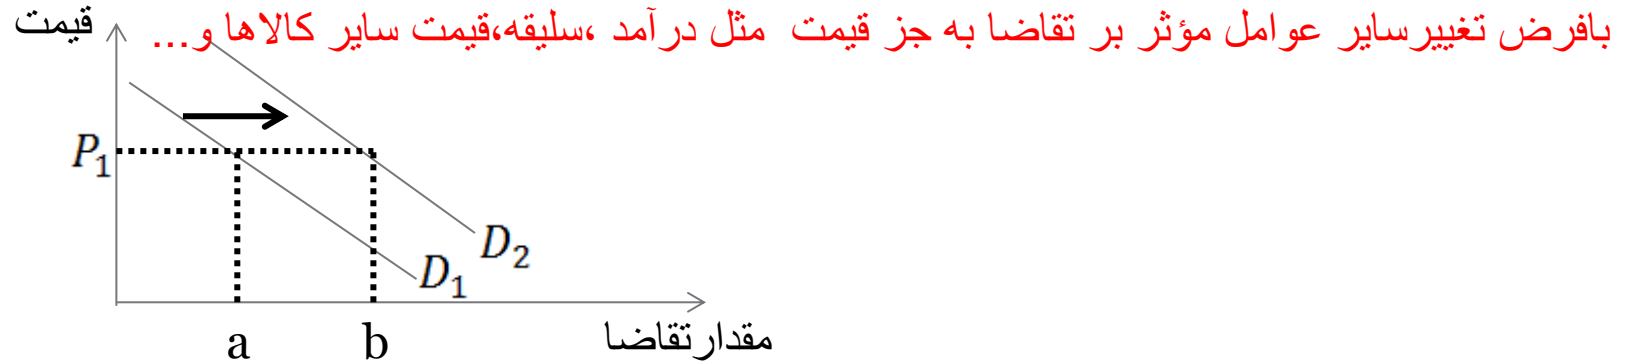 بافرض تغییرسایر عوامل مؤثر بر تقاضا به جز قیمت مثل درآمد ،سلیقه،قیمت سایر کالاها و...
قیمت
P₁
D₂
D₁
a b
مقدارتقاضا